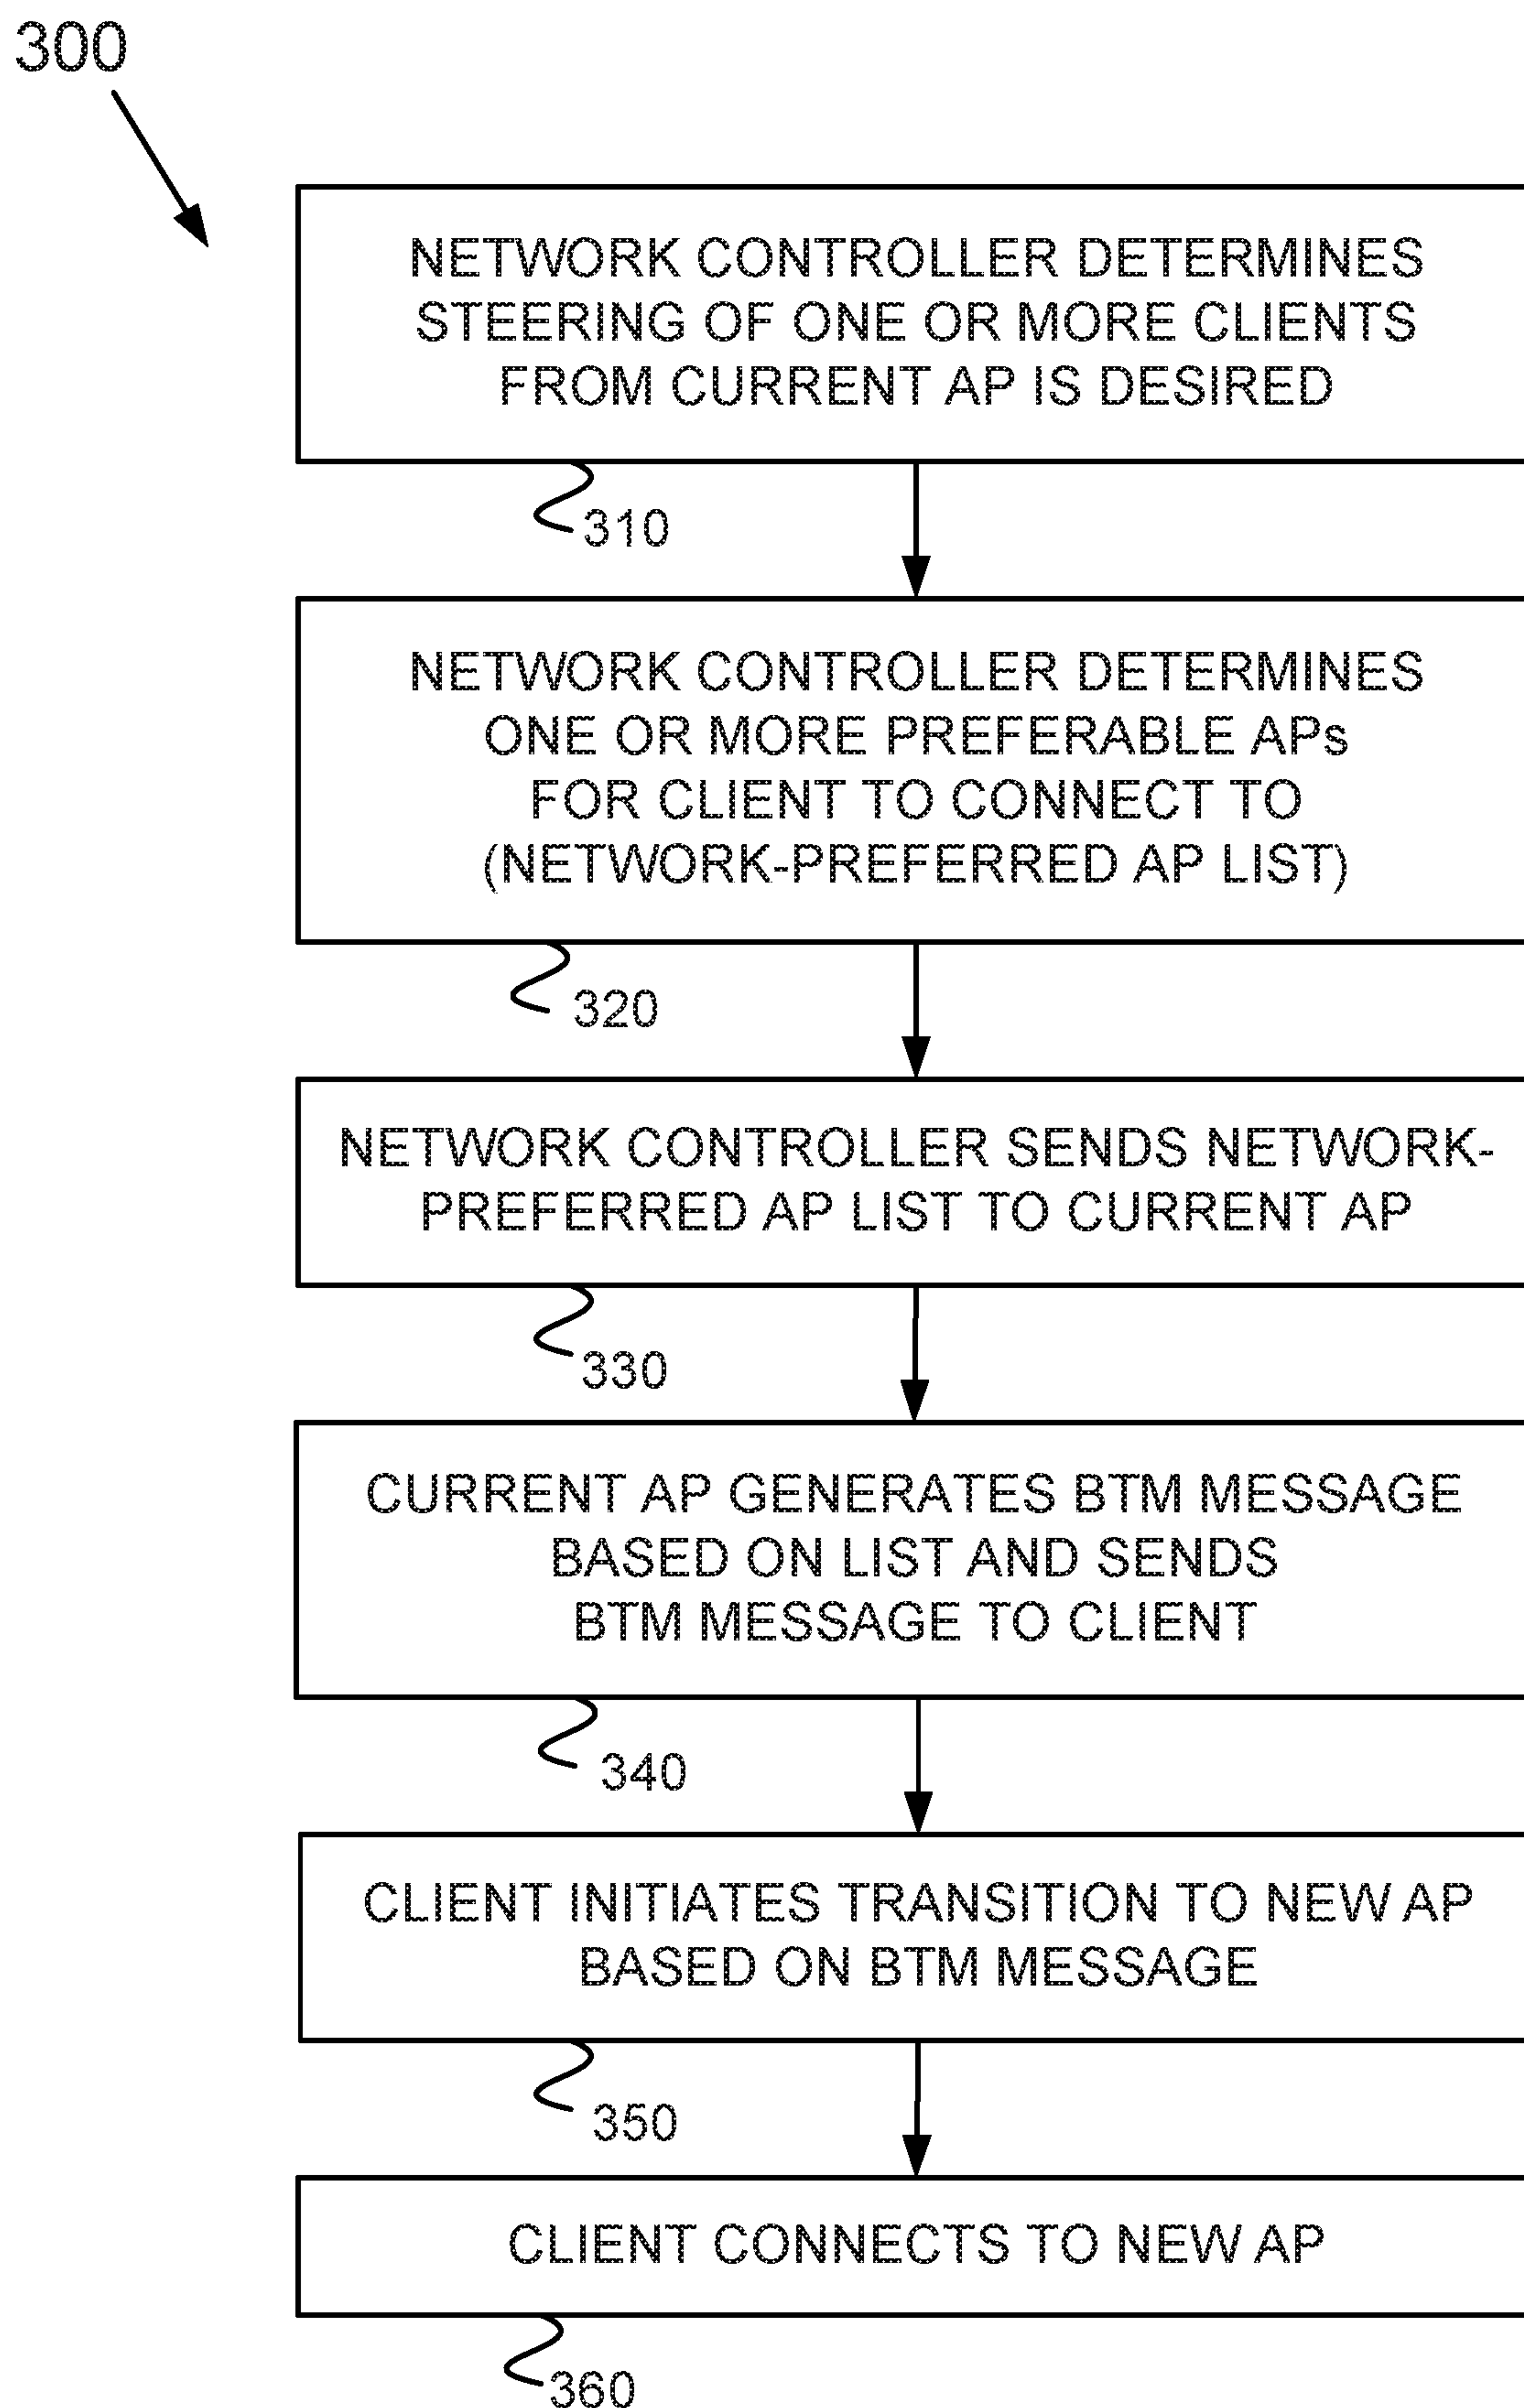 300
NETWORK CONTROLLER DETERMINES
STEERING OF ONE OR MORE CLIENTS
FROM CURRENT AP IS DESIRED
310
NETWORK CONTROLLER DETERMINES
ONE OR MORE PREFERABLE APs
FOR CLIENT TO CONNECT TO
(NETWORK-PREFERRED AP LIST)
320
NETWORK CONTROLLER SENDS NETWORK-
PREFERRED AP LIST TO CURRENT AP
330
CURRENT AP GENERATES BTM MESSAGE
BASED ON LIST AND SENDS
BTM MESSAGE TO CLIENT
340
CLIENT INITIATES TRANSITION TO NEW AP
BASED ON BTM MESSAGE
350
CLIENT CONNECTS TO NEW AP
360